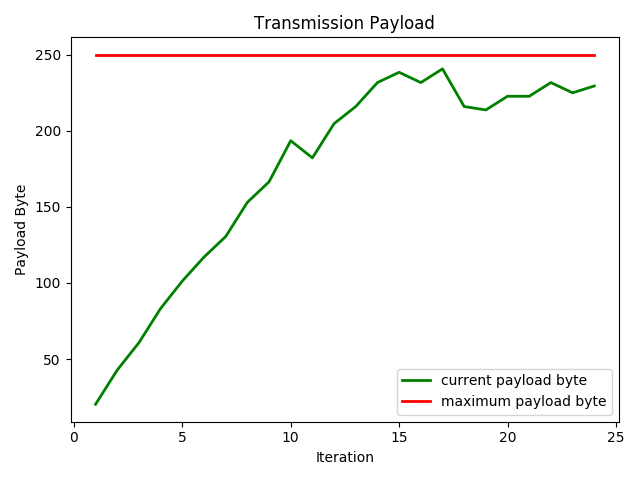 Transmission Payload
250
200
150
100
50
Payload Byte
current payload byte
maximum payload byte
0 5 10 15 20 25
Iteration